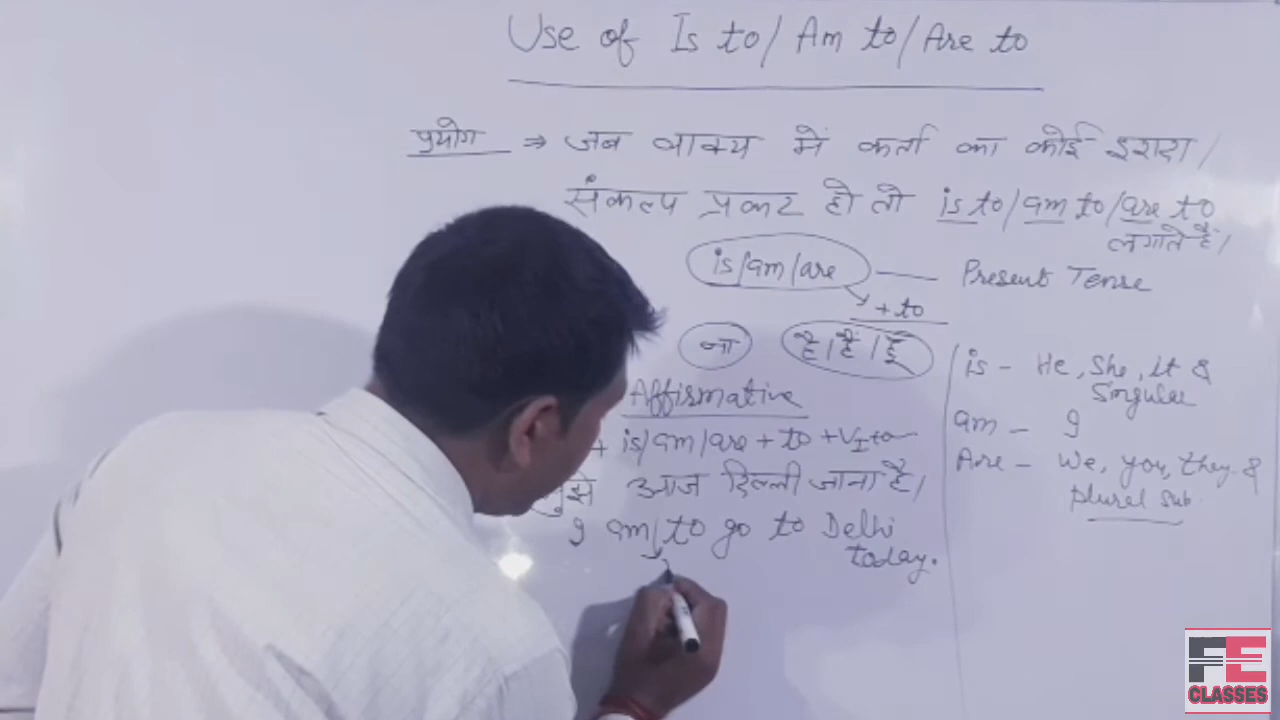 Use of Is to/ Am to/ Are to
प्रयोग ⇒ जब वाक्य में कर्ता का कोई इरादा/
संकल्प प्रकट हो तो is to/am to/are to
लगाते हैं।
is/am/are — Present Tense
+ to
ना है/हैं/हूँ
Affirmative
+ is/am/are + to + V1 to
मुझे आज दिल्ली जाना है।
I am to go to Delhi
today.
is - He, She, it &
Singular
am - I
Are - We, you, they &
plural sub.
FE
CLASSES